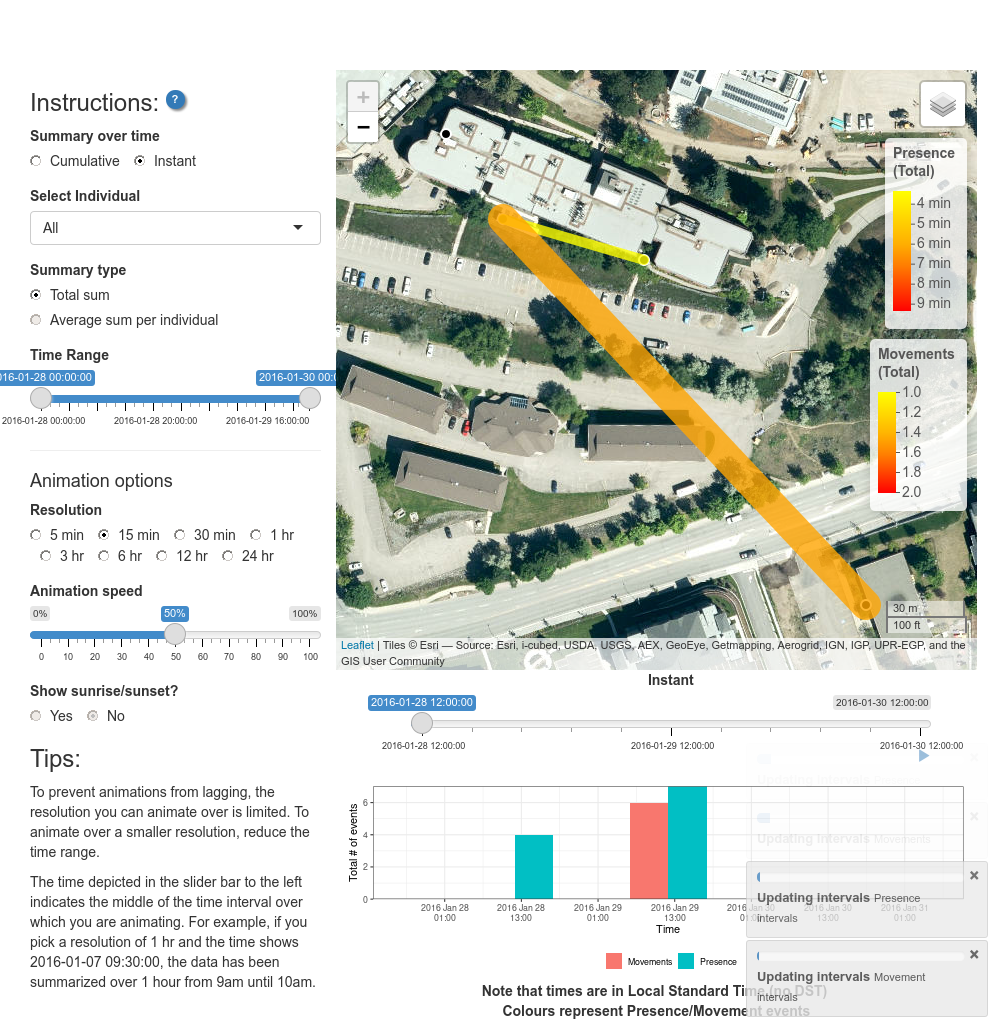 Instructions: ?
Summary over time
Cumulative Instant
Select Individual
All
Summary type
Total sum
Average sum per individual
Time Range
016-01-28 00:00:00 2016-01-30 00:0
2016-01-28 00:00:00 2016-01-28 20:00:00 2016-01-29 16:00:00
Animation options
Resolution
5 min 15 min 30 min 1 hr
3 hr 6 hr 12 hr 24 hr
Animation speed
0% 50% 100%
0 10 20 30 40 50 60 70 80 90 100
Show sunrise/sunset?
Yes No
Tips:
To prevent animations from lagging, the
resolution you can animate over is limited. To
animate over a smaller resolution, reduce the
time range.
The time depicted in the slider bar to the left
indicates the middle of the time interval over
which you are animating. For example, if you
pick a resolution of 1 hr and the time shows
2016-01-07 09:30:00, the data has been
summarized over 1 hour from 9am until 10am.
+
−
Presence
(Total)
4 min
5 min
6 min
7 min
8 min
9 min
Movements
(Total)
1.0
1.2
1.4
1.6
1.8
2.0
30 m
100 ft
Leaflet | Tiles © Esri — Source: Esri, i-cubed, USDA, USGS, AEX, GeoEye, Getmapping, Aerogrid, IGN, IGP, UPR-EGP, and the
GIS User Community
Instant
2016-01-28 12:00:00 2016-01-30 12:00:00
2016-01-28 12:00:00 2016-01-29 12:00:00 2016-01-30 12:00:00
Updating intervals
Updating intervals Movements
Total # of events
6
4
2
0
2016 Jan 28 2016 Jan 28 2016 Jan 29 2016 Jan 29 2016 Jan 30 2016 Jan 30 2016 Jan 31
01:00 13:00 01:00 13:00 01:00 13:00 01:00
Time
Movements Presence
Updating intervals Presence
intervals
Updating intervals Movement
intervals
Note that times are in Local Standard Time (no DST)
Colours represent Presence/Movement events